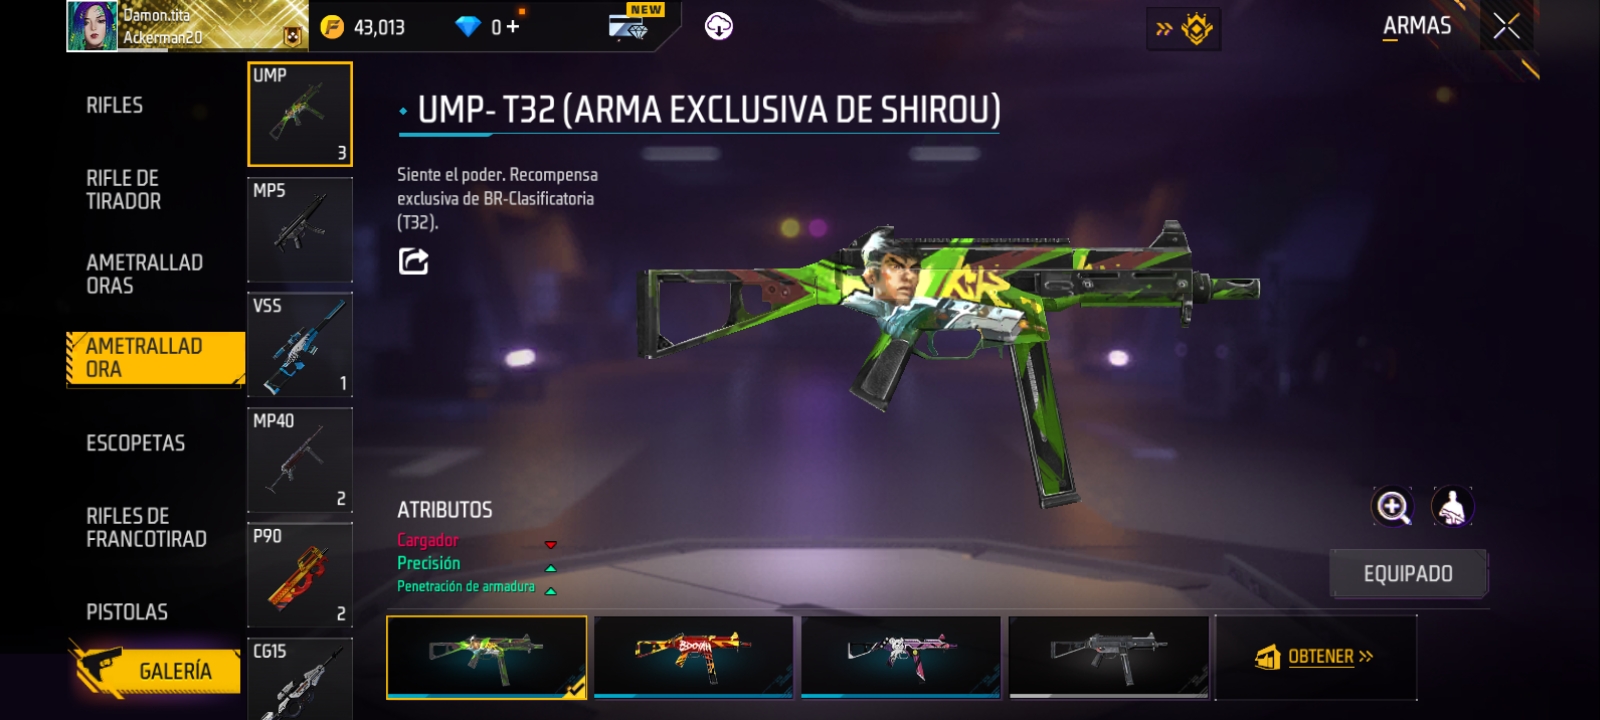 Damon.tita
Ackerman20
43,013
0 +
NEW
ARMAS
RIFLES
RIFLE DE
TIRADOR
AMETRALLAD
ORAS
AMETRALLAD
ORA
ESCOPETAS
RIFLES DE
FRANCOTIRAD
PISTOLAS
GALERÍA
UMP
3
MP5
VSS
1
MP40
2
P90
2
CG15
UMP- T32 (ARMA EXCLUSIVA DE SHIROU)
Siente el poder. Recompensa
exclusiva de BR-Clasificatoria
(T32).
ATRIBUTOS
Cargador
Precisión
Penetración de armadura
EQUIPADO
BOOYAH
OBTENER >>